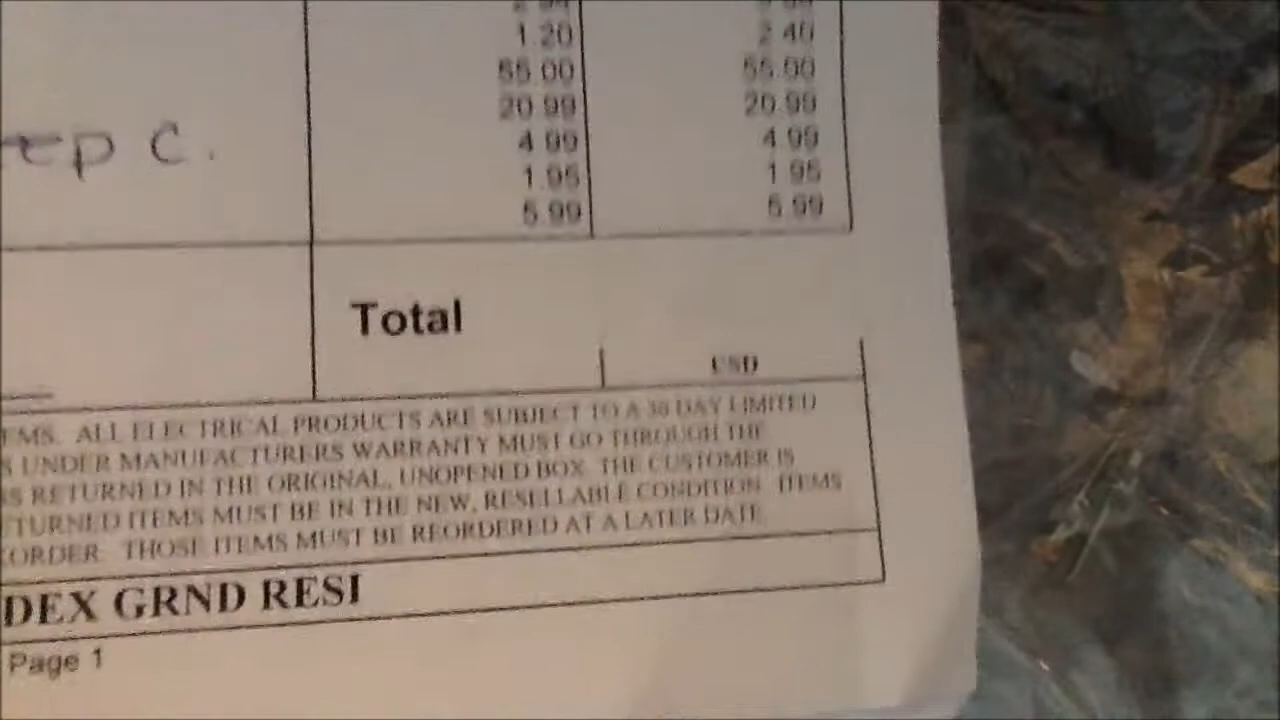 1.20 2.40
55.00 55.00
20.99 20.99
4.99 4.99
1.95 1.95
5.99 5.99
Total
USD
EMS. ALL ELECTRICAL PRODUCTS ARE SUBJECT TO A 30 DAY LIMITED
S UNDER MANUFACTURERS WARRANTY MUST GO THROUGH THE
RETURNED IN THE ORIGINAL, UNOPENED BOX. THE CUSTOMER IS
ETURNED ITEMS MUST BE IN THE NEW, RESELLABLE CONDITION. ITEMS
ORDER. THOSE ITEMS MUST BE REORDERED AT A LATER DATE.
DEX GRND RESI
Page 1